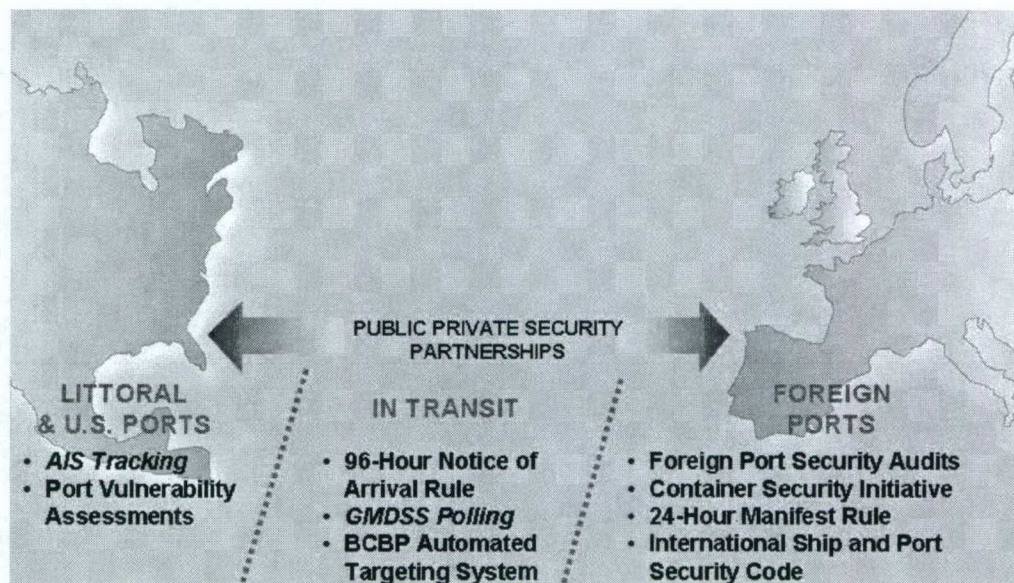 PUBLIC PRIVATE SECURITY
PARTNERSHIPS
LITTORAL
& U.S. PORTS
• AIS Tracking
• Port Vulnerability
Assessments
IN TRANSIT
• 96-Hour Notice of
Arrival Rule
• GMDSS Polling
• BCBP Automated
Targeting System
FOREIGN
PORTS
• Foreign Port Security Audits
• Container Security Initiative
• 24-Hour Manifest Rule
• International Ship and Port
Security Code